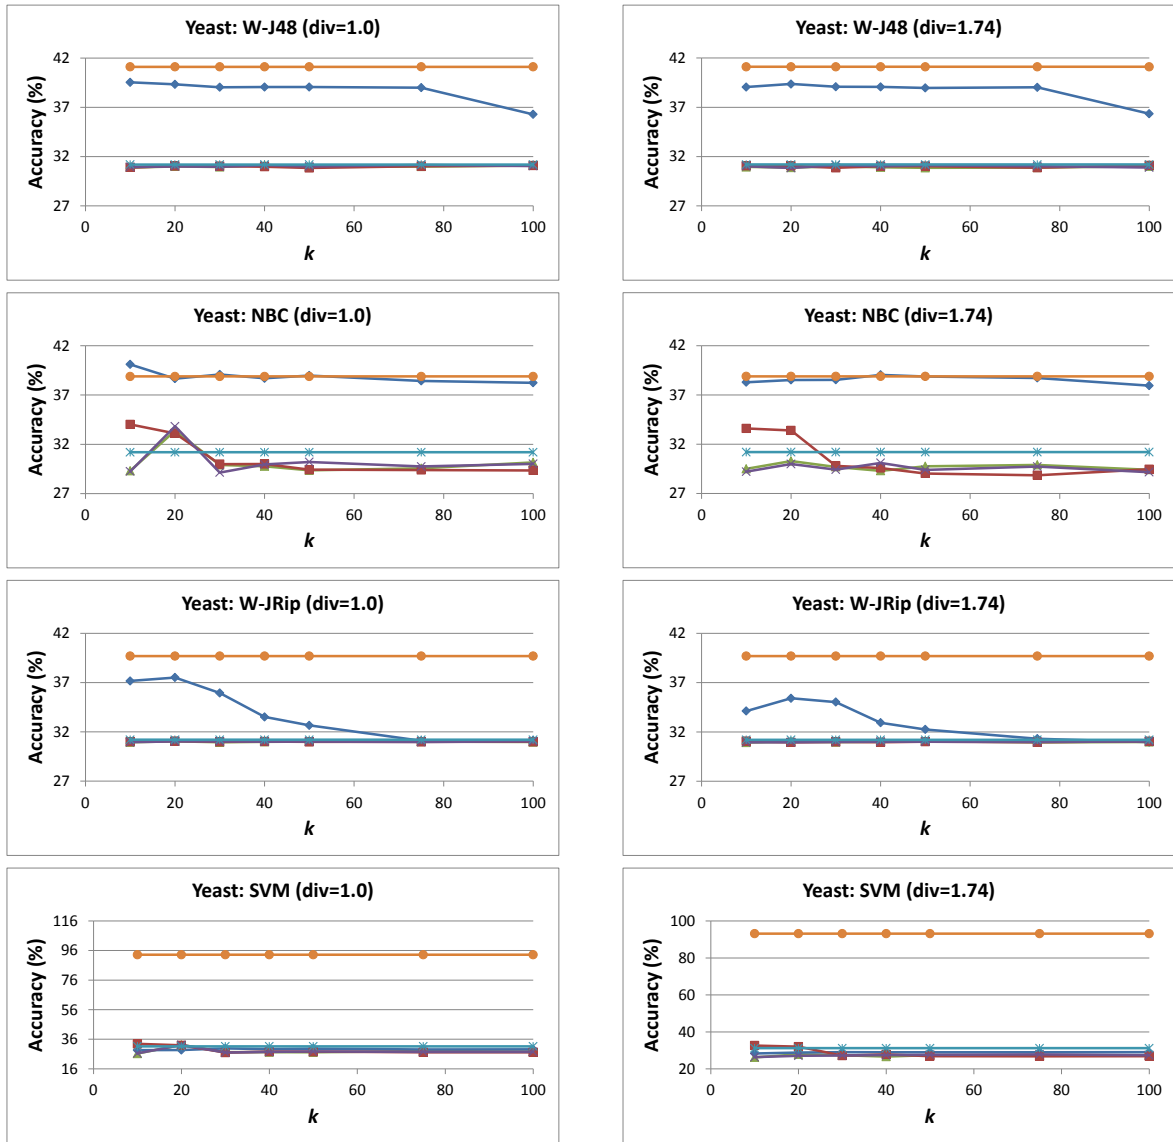 Yeast: W-J48 (div=1.0)
Accuracy (%)
42
37
32
27
0 20 40 60 80 100
k
Yeast: W-J48 (div=1.74)
Accuracy (%)
42
37
32
27
0 20 40 60 80 100
k
Yeast: NBC (div=1.0)
Accuracy (%)
42
37
32
27
0 20 40 60 80 100
k
Yeast: NBC (div=1.74)
Accuracy (%)
42
37
32
27
0 20 40 60 80 100
k
Yeast: W-JRip (div=1.0)
Accuracy (%)
42
37
32
27
0 20 40 60 80 100
k
Yeast: W-JRip (div=1.74)
Accuracy (%)
42
37
32
27
0 20 40 60 80 100
k
Yeast: SVM (div=1.0)
Accuracy (%)
116
96
76
56
36
16
0 20 40 60 80 100
k
Yeast: SVM (div=1.74)
Accuracy (%)
100
80
60
40
20
0 20 40 60 80 100
k